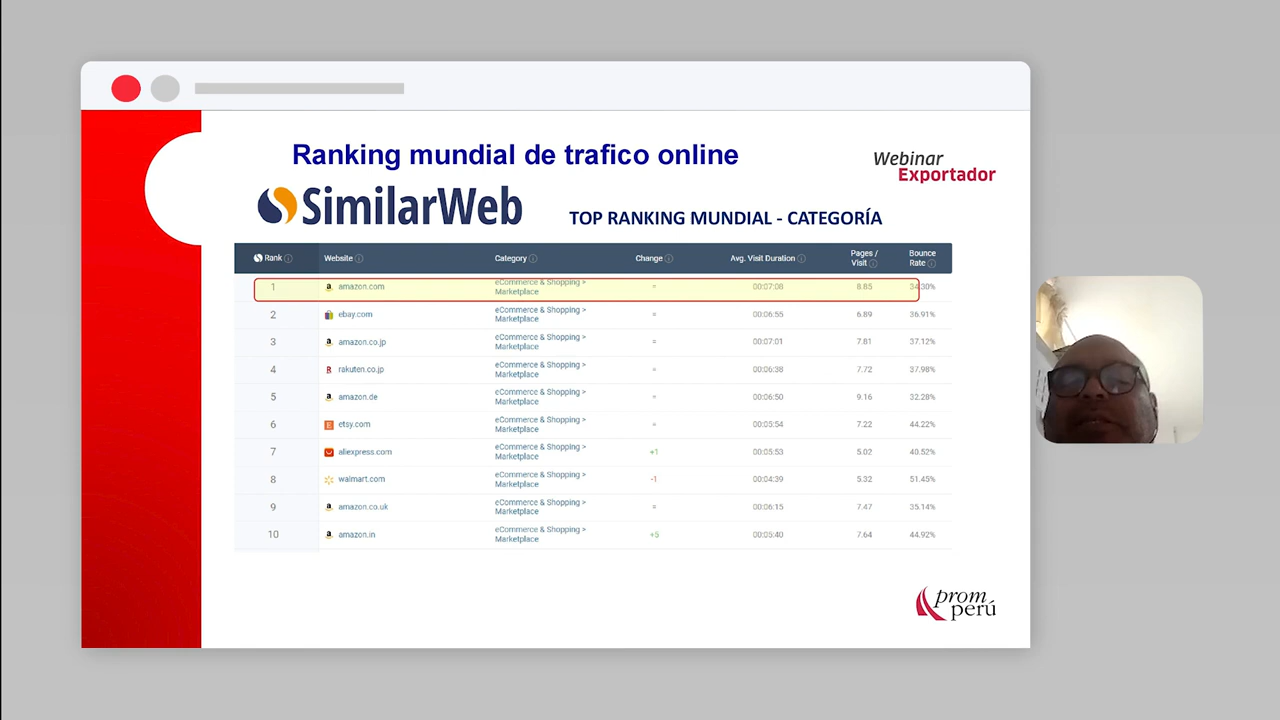 Ranking mundial de trafico online
Webinar
Exportador
SimilarWeb
TOP RANKING MUNDIAL - CATEGORÍA
Rank Website Category Change Avg. Visit Duration Pages / Visit Bounce Rate
1 amazon.com eCommerce & Shopping > Marketplace = 00:07:08 8.85 34.30%
2 ebay.com eCommerce & Shopping > Marketplace = 00:06:55 6.89 36.91%
3 amazon.co.jp eCommerce & Shopping > Marketplace = 00:07:01 7.81 37.12%
4 rakuten.co.jp eCommerce & Shopping > Marketplace = 00:06:38 7.72 37.98%
5 amazon.de eCommerce & Shopping > Marketplace = 00:06:50 9.16 32.28%
6 etsy.com eCommerce & Shopping > Marketplace = 00:05:54 7.22 44.22%
7 aliexpress.com eCommerce & Shopping > Marketplace +1 00:05:53 5.02 40.52%
8 walmart.com eCommerce & Shopping > Marketplace -1 00:04:39 5.32 51.45%
9 amazon.co.uk eCommerce & Shopping > Marketplace = 00:06:15 7.47 35.14%
10 amazon.in eCommerce & Shopping > Marketplace +5 00:05:40 7.64 44.92%
prom
perú